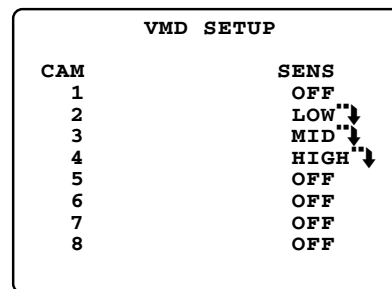 VMD SETUP
CAM SENS
1 OFF
2 LOW
3 MID
4 HIGH
5 OFF
6 OFF
7 OFF
8 OFF